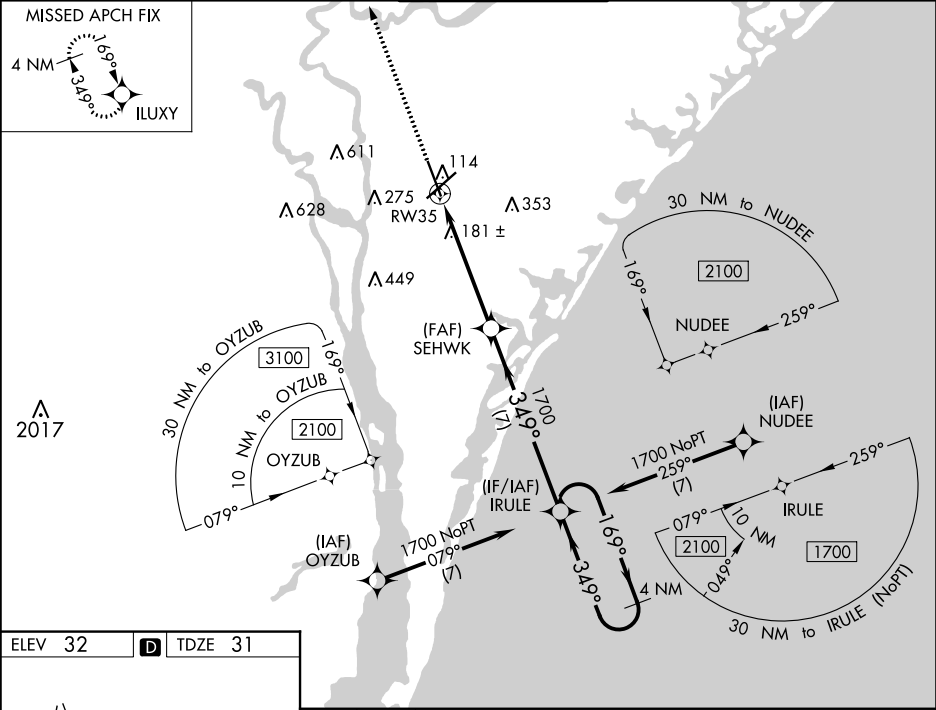 MISSED APCH FIX
4 NM
169°
349°
ILUXY
611
114
275
RW35
353
628
181 ±
449
30 NM to NUDEE
2100
169°
259°
NUDEE
(FAF)
SEHWK
30 NM to OYZUB
3100
169°
10 NM to OYZUB
2100
OYZUB
079°
2017
1700
349°
(7)
(IAF)
NUDEE
1700 NoPT
259°
(7)
(IF/IAF)
IRULE
259°
079°
IRULE
10 NM
2100
1700
049°
30 NM to IRULE (NoPT)
(IAF)
OYZUB
1700 NoPT
079°
(7)
169°
349°
4 NM
ELEV 32
D
TDZE 31